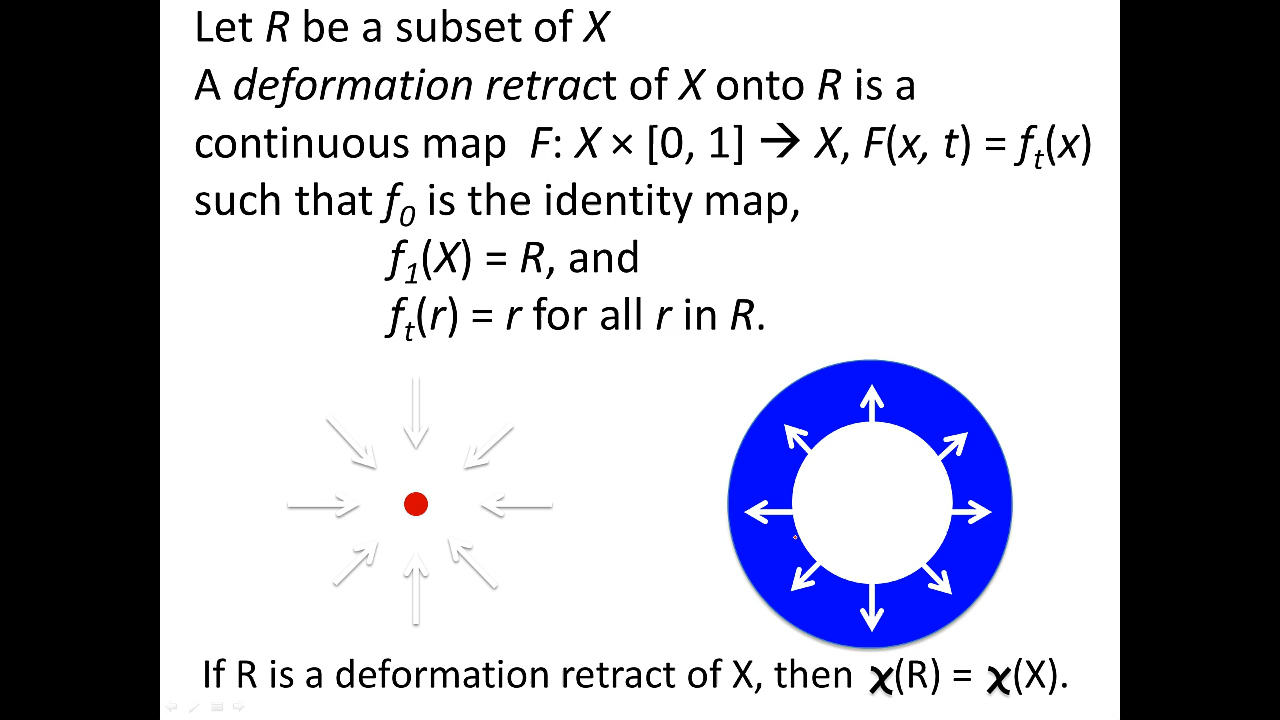 Let R be a subset of X
A deformation retract of X onto R is a
continuous map F: X × [0, 1] → X, F(x, t) = fₜ(x)
such that f₀ is the identity map,
f₁(X) = R, and
fₜ(r) = r for all r in R.
If R is a deformation retract of X, then χ(R) = χ(X).